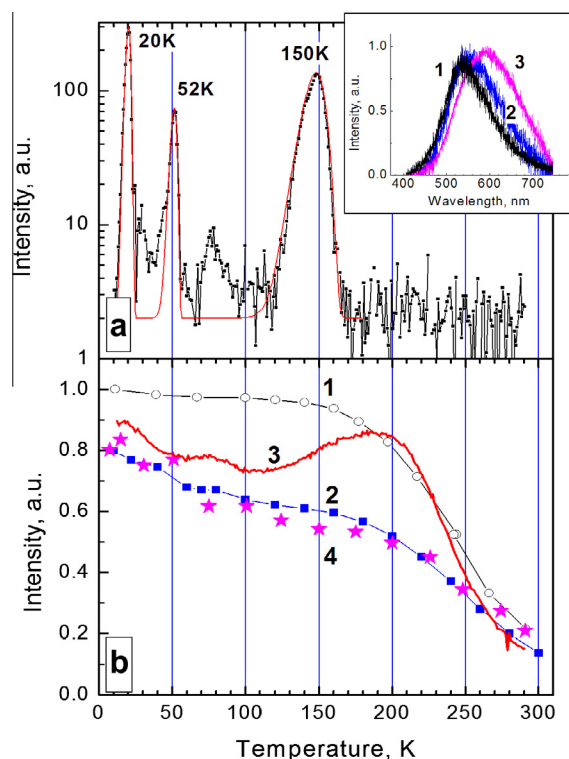 20K
52K
150K
100
10
1
Intensity, a.u.
a
1.0
0.5
0.0
Intensity, a.u.
400 500 600 700
Wavelength, nm
1
2
3
1.0
0.8
0.6
0.4
0.2
0.0
Intensity, a.u.
b
1
3
2
4
0 50 100 150 200 250 300
Temperature, K